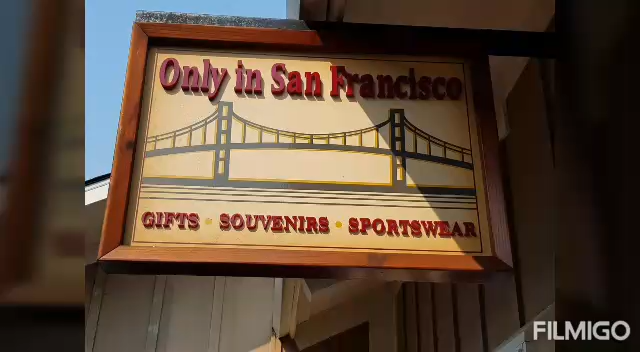 Only in San Francisco
GIFTS • SOUVENIRS • SPORTSWEAR
FILMIGO